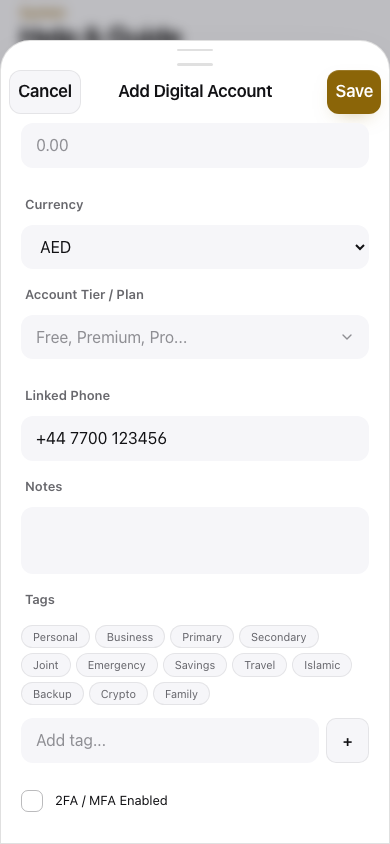 Cancel
Add Digital Account
Save
0.00
Currency
AED
Account Tier / Plan
Free, Premium, Pro...
Linked Phone
+44 7700 123456
Notes
Tags
Personal Business Primary Secondary
Joint Emergency Savings Travel Islamic
Backup Crypto Family
Add tag...
+
2FA / MFA Enabled